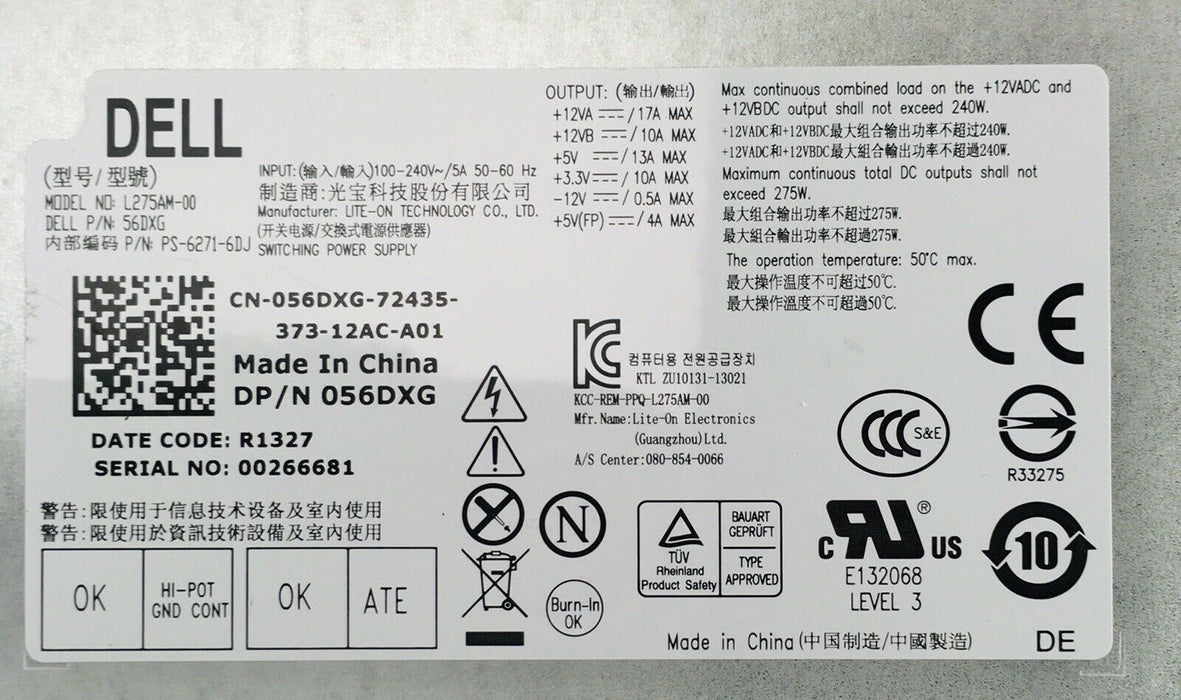 DELL
(型号/型號)
MODEL NO: L275AM-00
DELL P/N: 56DXG
内部编码 P/N: PS-6271-6DJ
INPUT: (输入/輸入)100-240V~/5A 50-60 Hz
制造商:光宝科技股份有限公司
Manufacturer: LITE-ON TECHNOLOGY CO., LTD.
(开关电源/交換式電源供應器)
SWITCHING POWER SUPPLY
OUTPUT: (输出/輸出)
+12VA ⎓/17A MAX
+12VB ⎓/10A MAX
+5V ⎓/13A MAX
+3.3V ⎓/10A MAX
-12V ⎓/0.5A MAX
+5V(FP) ⎓/4A MAX
Max continuous combined load on the +12VADC and
+12VBDC output shall not exceed 240W.
+12VADC和+12VBDC最大组合输出功率不超过240W.
+12VADC和+12VBDC最大組合輸出功率不超過240W.
Maximum continuous total DC outputs shall not
exceed 275W.
最大组合输出功率不超过275W.
最大組合輸出功率不超過275W.
The operation temperature: 50°C max.
最大操作温度不可超过50℃.
最大操作溫度不可超過50℃.
CN-056DXG-72435-
373-12AC-A01
Made In China
DP/N 056DXG
DATE CODE: R1327
SERIAL NO: 00266681
KC
컴퓨터용 전원공급장치
KTL ZU10131-13021
KCC-REM-PPQ-L275AM-00
Mfr.Name:Lite-On Electronics
(Guangzhou)Ltd.
A/S Center:080-854-0066
CE
CCC S&E
R33275
警告:限使用于信息技术设备及室内使用
警告:限使用於資訊技術設備及室內使用
OK
HI-POT
GND CONT
OK
ATE
N
Burn-In
OK
TÜV
Rheinland
Product Safety
BAUART
GEPRÜFT
TYPE
APPROVED
c RU ® US
E132068
LEVEL 3
10
Made in China (中国制造/中國製造)
DE